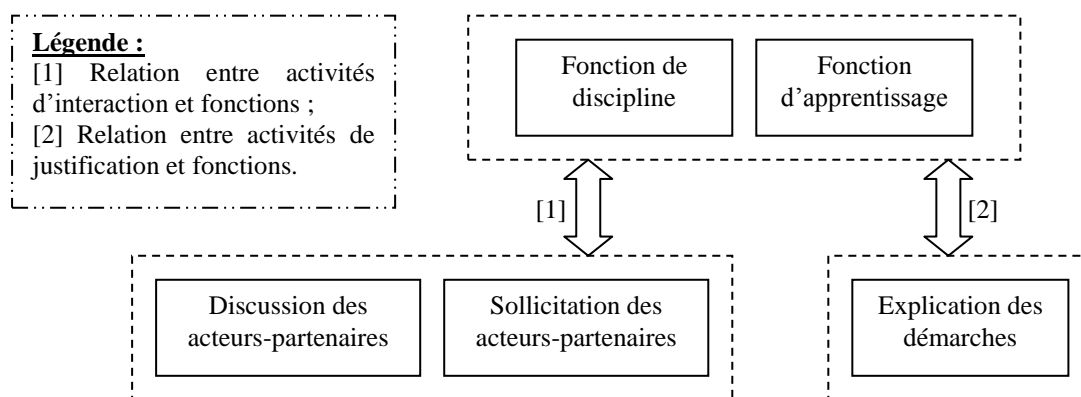 Légende :
[1] Relation entre activités
d’interaction et fonctions ;
[2] Relation entre activités de
justification et fonctions.
Fonction de
discipline
Fonction
d’apprentissage
[1]
[2]
Discussion des
acteurs-partenaires
Sollicitation des
acteurs-partenaires
Explication des
démarches